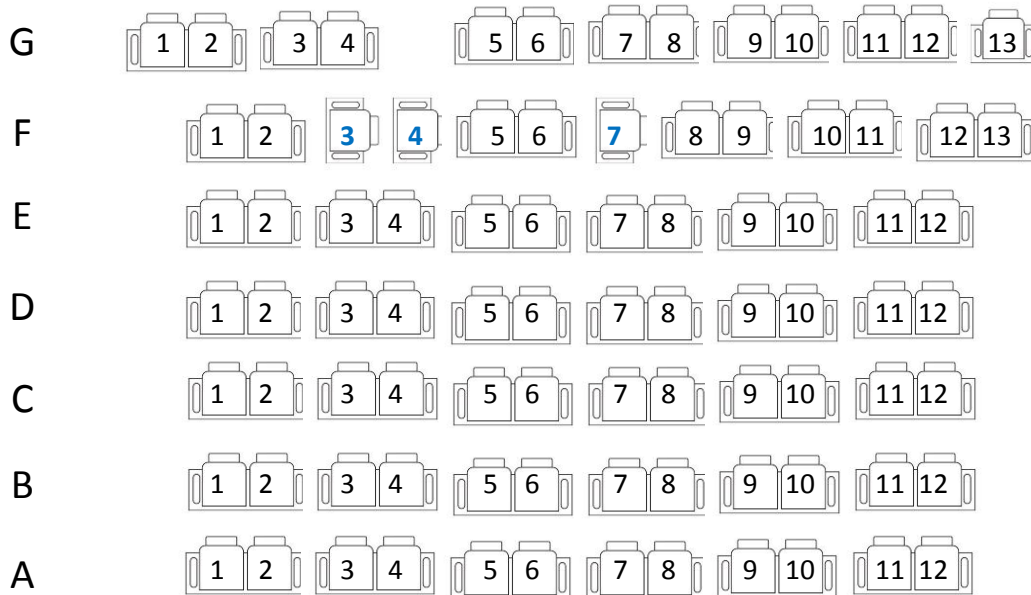 G 1 2 3 4 5 6 7 8 9 10 11 12 13
F 1 2 3 4 5 6 7 8 9 10 11 12 13
E 1 2 3 4 5 6 7 8 9 10 11 12
D 1 2 3 4 5 6 7 8 9 10 11 12
C 1 2 3 4 5 6 7 8 9 10 11 12
B 1 2 3 4 5 6 7 8 9 10 11 12
A 1 2 3 4 5 6 7 8 9 10 11 12